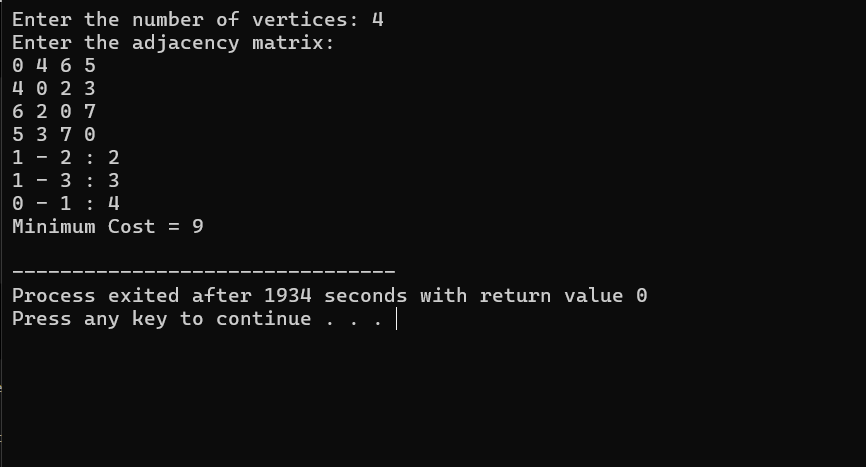 Enter the number of vertices: 4
Enter the adjacency matrix:
0 4 6 5
4 0 2 3
6 2 0 7
5 3 7 0
1 - 2 : 2
1 - 3 : 3
0 - 1 : 4
Minimum Cost = 9
--------------------------------
Process exited after 1934 seconds with return value 0
Press any key to continue . . .